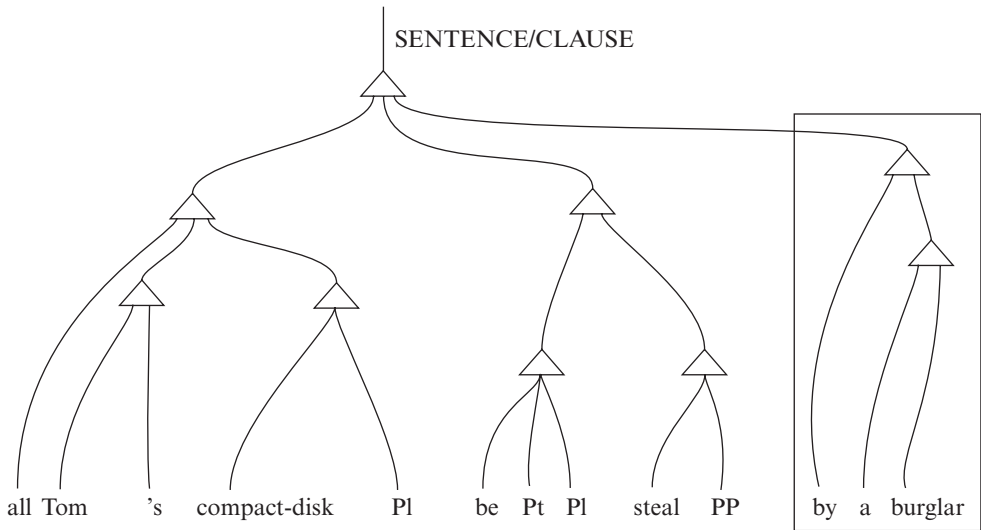 SENTENCE/CLAUSE
all Tom 's compact-disk Pl be Pt Pl steal PP by a burglar